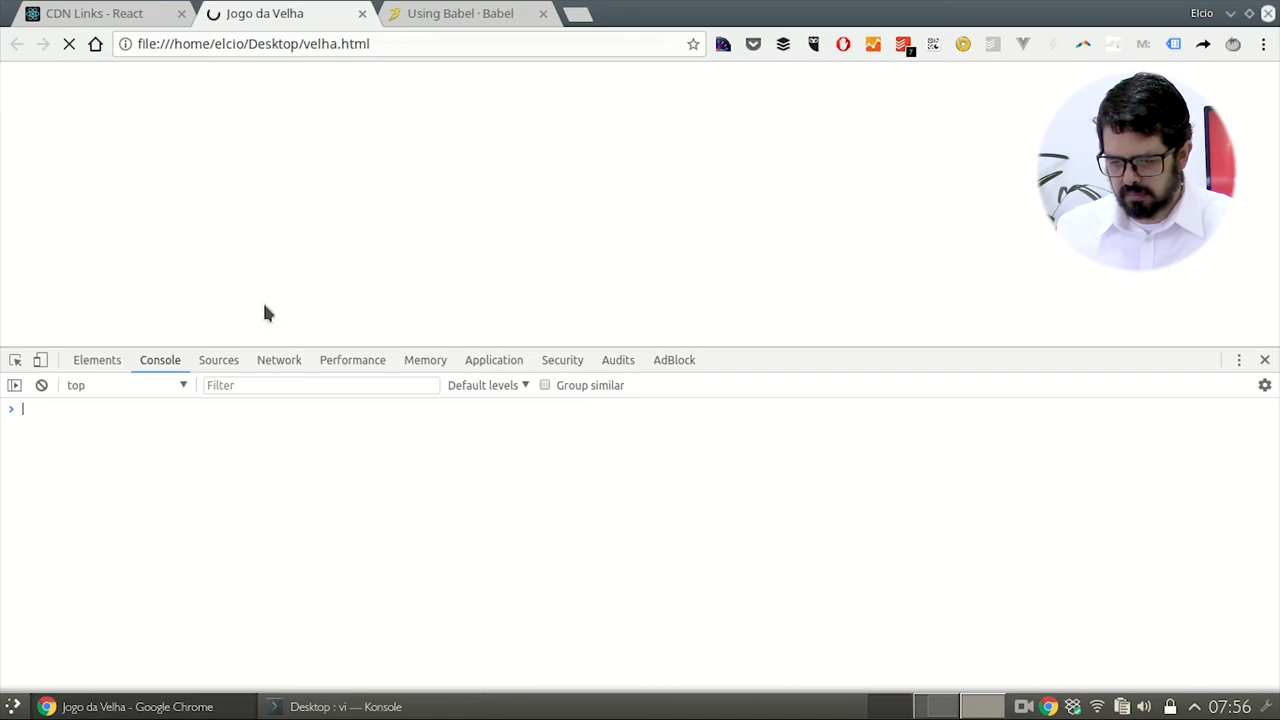 CDN Links - React
Jogo da Velha
Using Babel · Babel
Elcio
file:///home/elcio/Desktop/velha.html
7
M:
Elements
Console
Sources
Network
Performance
Memory
Application
Security
Audits
AdBlock
top
Filter
Default levels
Group similar
Jogo da Velha - Google Chrome
Desktop : vi — Konsole
07:56